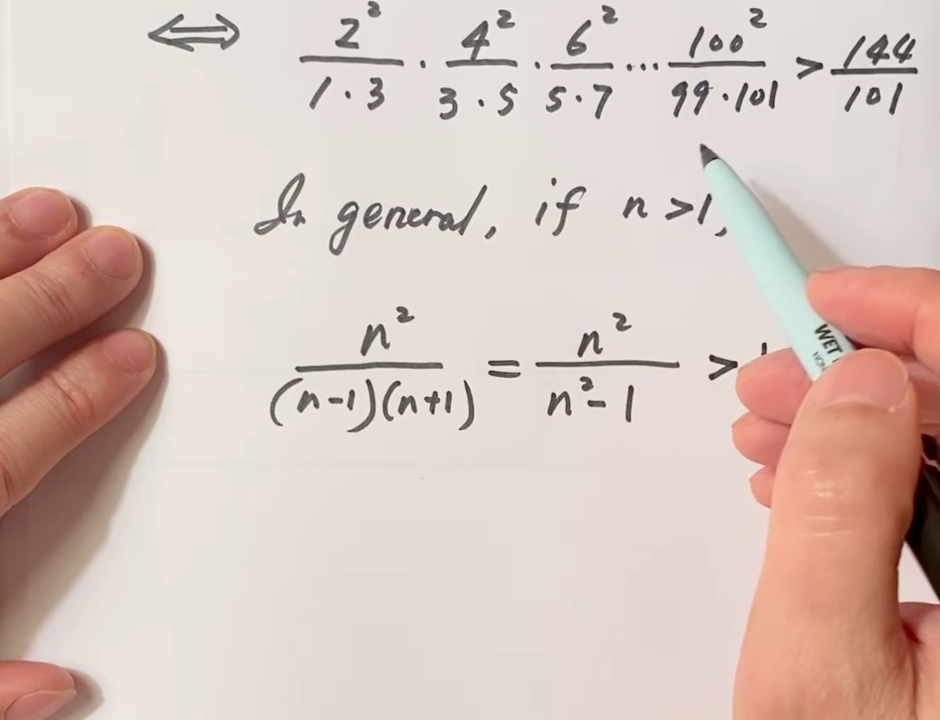 ⟺ 2²/(1·3) · 4²/(3·5) · 6²/(5·7) ··· 100²/(99·101) > 144/101
In general, if n>1,
n²/((n-1)(n+1)) = n²/(n²-1) >
WET